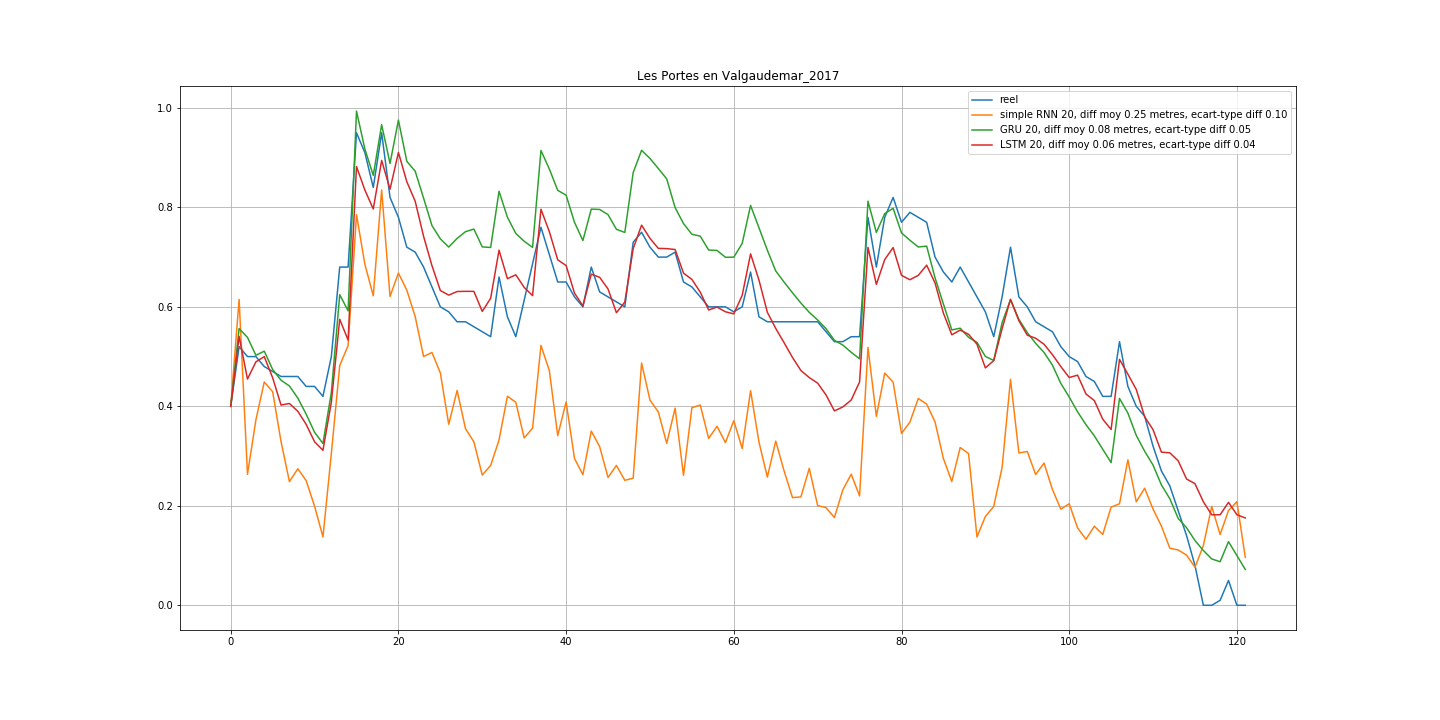 Les Portes en Valgaudemar_2017
reel
simple RNN 20, diff moy 0.25 metres, ecart-type diff 0.10
GRU 20, diff moy 0.08 metres, ecart-type diff 0.05
LSTM 20, diff moy 0.06 metres, ecart-type diff 0.04
1.0
0.8
0.6
0.4
0.2
0.0
0 20 40 60 80 100 120